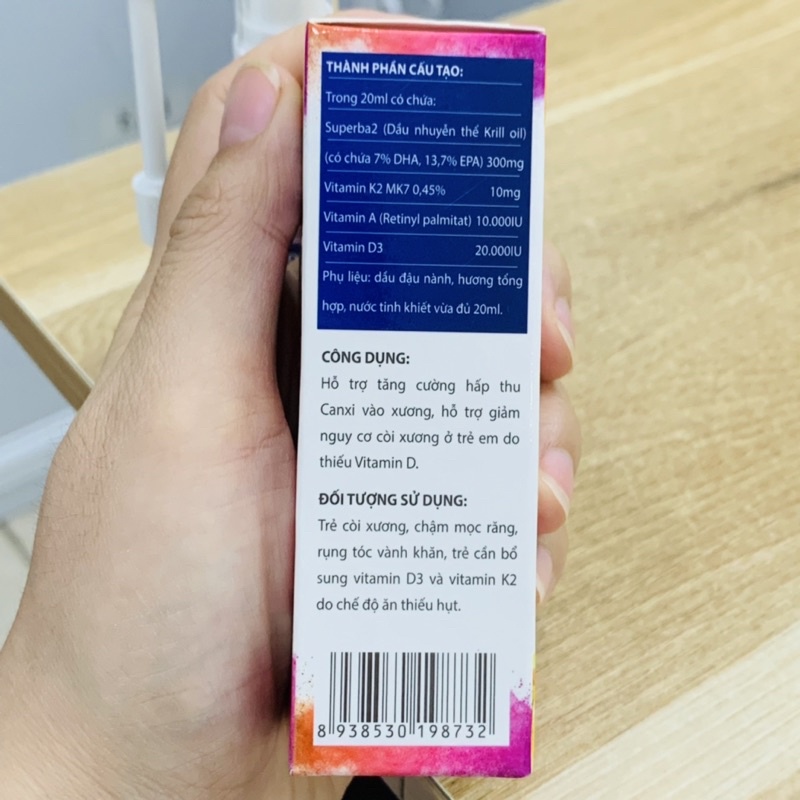 THÀNH PHẦN CẤU TẠO:
Trong 20ml có chứa:
Superba2 (Dầu nhuyễn thể Krill oil)
(có chứa 7% DHA, 13,7% EPA) 300mg
Vitamin K2 MK7 0,45% 10mg
Vitamin A (Retinyl palmitat) 10.000IU
Vitamin D3 20.000IU
Phụ liệu: dầu đậu nành, hương tổng
hợp, nước tinh khiết vừa đủ 20ml.
CÔNG DỤNG:
Hỗ trợ tăng cường hấp thu
Canxi vào xương, hỗ trợ giảm
nguy cơ còi xương ở trẻ em do
thiếu Vitamin D.
ĐỐI TƯỢNG SỬ DỤNG:
Trẻ còi xương, chậm mọc răng,
rụng tóc vành khăn, trẻ cần bổ
sung vitamin D3 và vitamin K2
do chế độ ăn thiếu hụt.
8 938530 198732